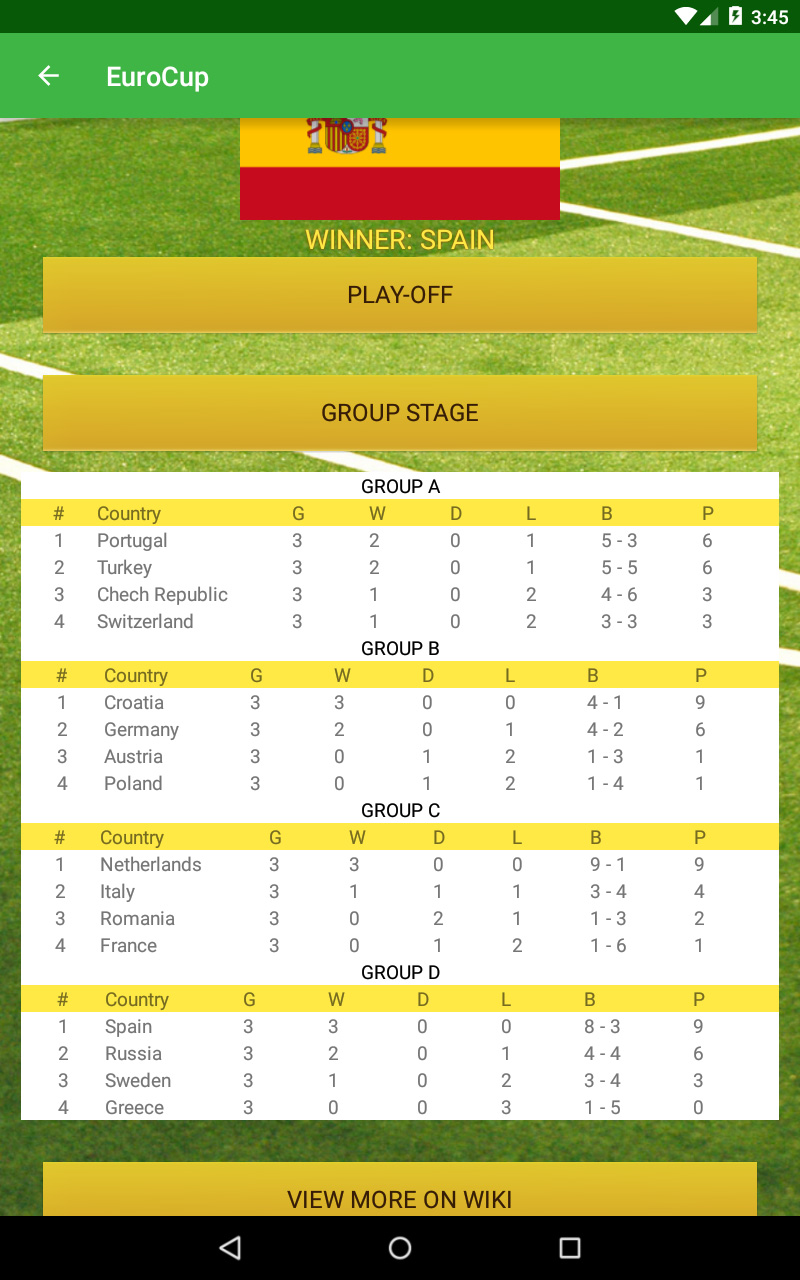 3:45
EuroCup
WINNER: SPAIN
PLAY-OFF
GROUP STAGE
GROUP A
# Country G W D L B P
1 Portugal 3 2 0 1 5 - 3 6
2 Turkey 3 2 0 1 5 - 5 6
3 Chech Republic 3 1 0 2 4 - 6 3
4 Switzerland 3 1 0 2 3 - 3 3
GROUP B
# Country G W D L B P
1 Croatia 3 3 0 0 4 - 1 9
2 Germany 3 2 0 1 4 - 2 6
3 Austria 3 0 1 2 1 - 3 1
4 Poland 3 0 1 2 1 - 4 1
GROUP C
# Country G W D L B P
1 Netherlands 3 3 0 0 9 - 1 9
2 Italy 3 1 1 1 3 - 4 4
3 Romania 3 0 2 1 1 - 3 2
4 France 3 0 1 2 1 - 6 1
GROUP D
# Country G W D L B P
1 Spain 3 3 0 0 8 - 3 9
2 Russia 3 2 0 1 4 - 4 6
3 Sweden 3 1 0 2 3 - 4 3
4 Greece 3 0 0 3 1 - 5 0
VIEW MORE ON WIKI